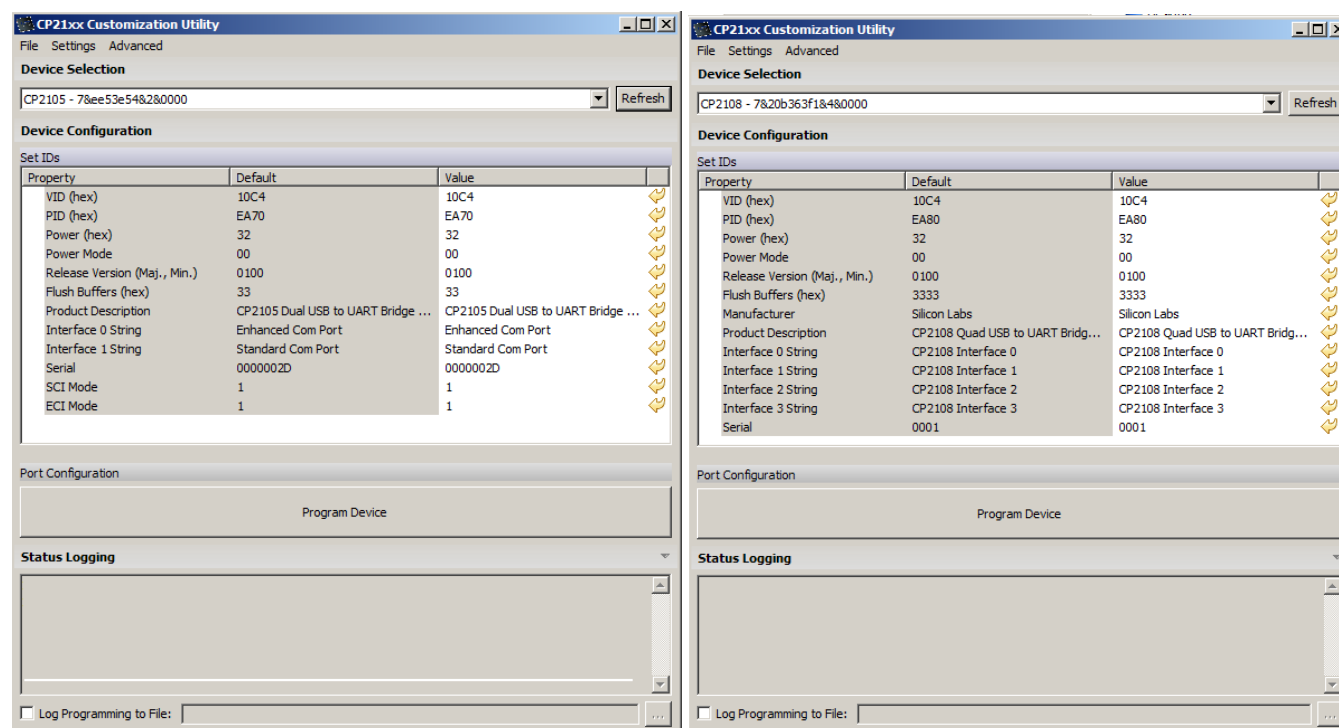 CP21xx Customization Utility
File Settings Advanced
Device Selection
CP2105 - 7&ee53e54&2&0000 Refresh
Device Configuration
Set IDs
Property Default Value
VID (hex) 10C4 10C4
PID (hex) EA70 EA70
Power (hex) 32 32
Power Mode 00 00
Release Version (Maj., Min.) 0100 0100
Flush Buffers (hex) 33 33
Product Description CP2105 Dual USB to UART Bridge ... CP2105 Dual USB to UART Bridge ...
Interface 0 String Enhanced Com Port Enhanced Com Port
Interface 1 String Standard Com Port Standard Com Port
Serial 0000002D 0000002D
SCI Mode 1 1
ECI Mode 1 1
Port Configuration
Program Device
Status Logging
Log Programming to File: ...
CP21xx Customization Utility
File Settings Advanced
Device Selection
CP2108 - 7&20b363f1&4&0000 Refresh
Device Configuration
Set IDs
Property Default Value
VID (hex) 10C4 10C4
PID (hex) EA80 EA80
Power (hex) 32 32
Power Mode 00 00
Release Version (Maj., Min.) 0100 0100
Flush Buffers (hex) 3333 3333
Manufacturer Silicon Labs Silicon Labs
Product Description CP2108 Quad USB to UART Bridg... CP2108 Quad USB to UART Bridg...
Interface 0 String CP2108 Interface 0 CP2108 Interface 0
Interface 1 String CP2108 Interface 1 CP2108 Interface 1
Interface 2 String CP2108 Interface 2 CP2108 Interface 2
Interface 3 String CP2108 Interface 3 CP2108 Interface 3
Serial 0001 0001
Port Configuration
Program Device
Status Logging
Log Programming to File: ...